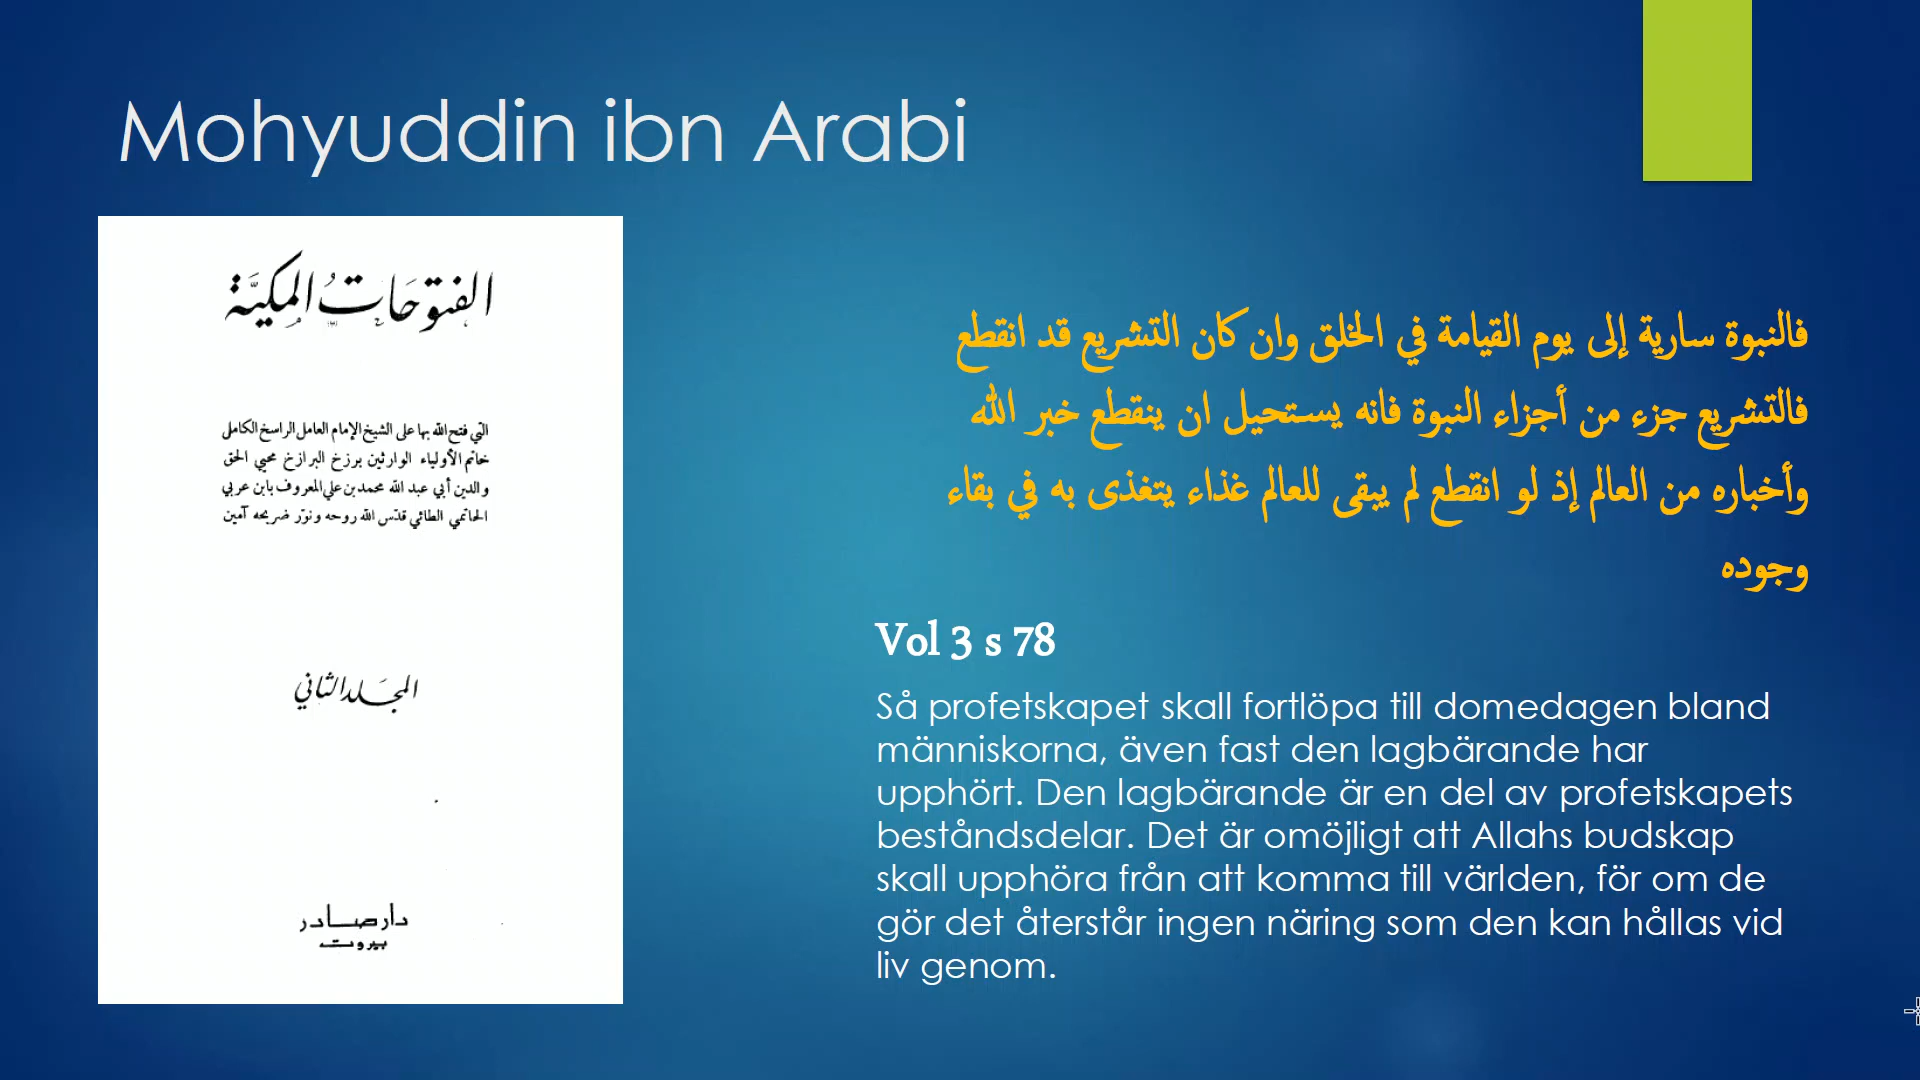 Mohyuddin ibn Arabi
الفتوحات المكية
التي فتح الله بها على الشيخ الإمام العامل الراسخ الكامل
خاتم الأولياء الوارثين برزخ البرازخ محيي الحق
والدين أبي عبد الله محمد بن علي المعروف بابن عربي
الحاتمي الطائي قدّس الله روحه ونوّر ضريحه آمين
المجلد الثاني
دار صادر
بيروت
فالنبوة سارية إلى يوم القيامة في الخلق وان كان التشريع قد انقطع
فالتشريع جزء من أجزاء النبوة فانه يستحيل ان ينقطع خبر الله
وأخباره من العالم إذ لو انقطع لم يبقى للعالم غذاء يتغذى به في بقاء
وجوده
Vol 3 s 78
Så profetskapet skall fortlöpa till domedagen bland
människorna, även fast den lagbärande har
upphört. Den lagbärande är en del av profetskapets
beståndsdelar. Det är omöjligt att Allahs budskap
skall upphöra från att komma till världen, för om de
gör det återstår ingen näring som den kan hållas vid
liv genom.